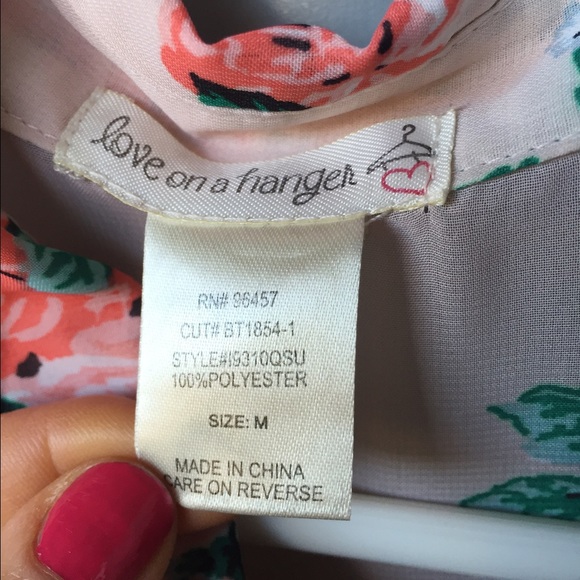 love on a hanger
RN# 96457
CUT# BT1854-1
STYLE#I9310QSU
100%POLYESTER
SIZE: M
MADE IN CHINA
CARE ON REVERSE